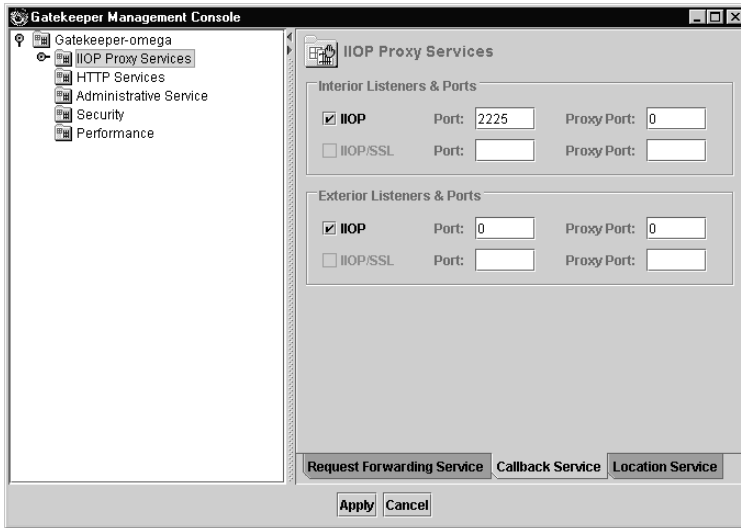 Gatekeeper Management Console
Gatekeeper-omega
IIOP Proxy Services
HTTP Services
Administrative Service
Security
Performance
IIOP Proxy Services
Interior Listeners & Ports
IIOP Port: 2225 Proxy Port: 0
IIOP/SSL Port: Proxy Port:
Exterior Listeners & Ports
IIOP Port: 0 Proxy Port: 0
IIOP/SSL Port: Proxy Port:
Request Forwarding Service Callback Service Location Service
Apply Cancel